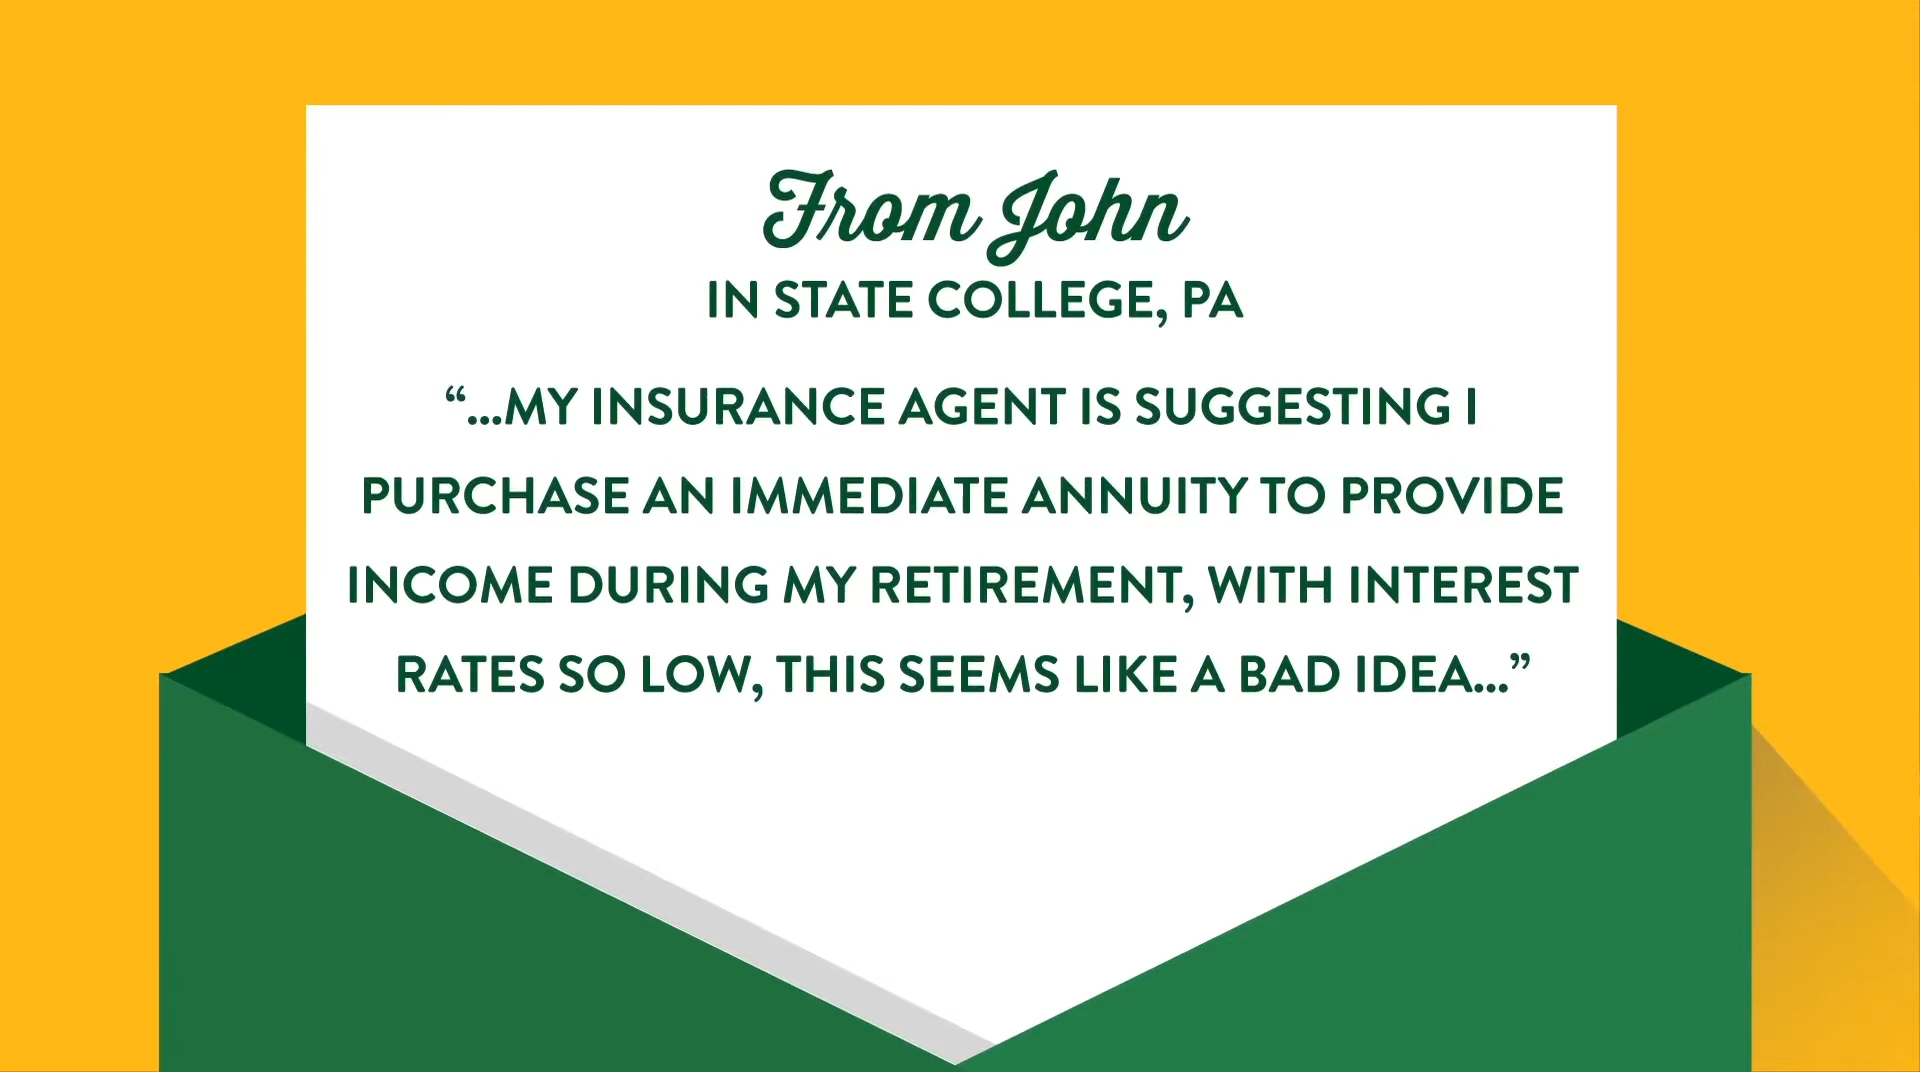 From John
IN STATE COLLEGE, PA
“...MY INSURANCE AGENT IS SUGGESTING I
PURCHASE AN IMMEDIATE ANNUITY TO PROVIDE
INCOME DURING MY RETIREMENT, WITH INTEREST
RATES SO LOW, THIS SEEMS LIKE A BAD IDEA...”